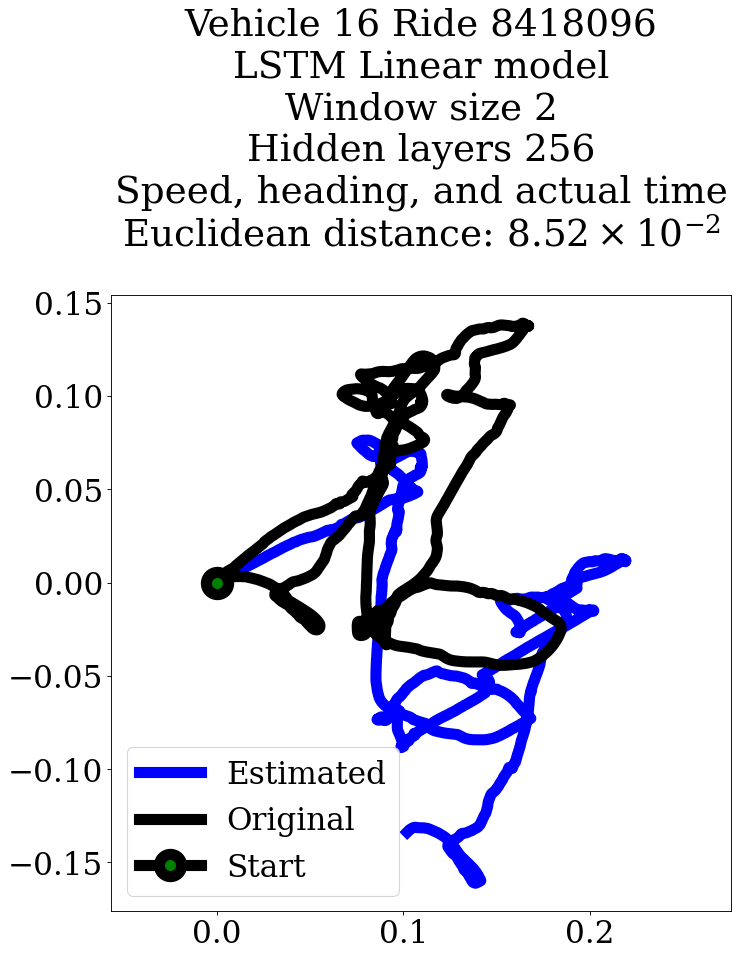 Vehicle 16 Ride 8418096
LSTM Linear model
Window size 2
Hidden layers 256
Speed, heading, and actual time
Euclidean distance: 8.52 × 10⁻²
0.15
0.10
0.05
0.00
−0.05
−0.10
−0.15
Estimated
Original
Start
0.0 0.1 0.2